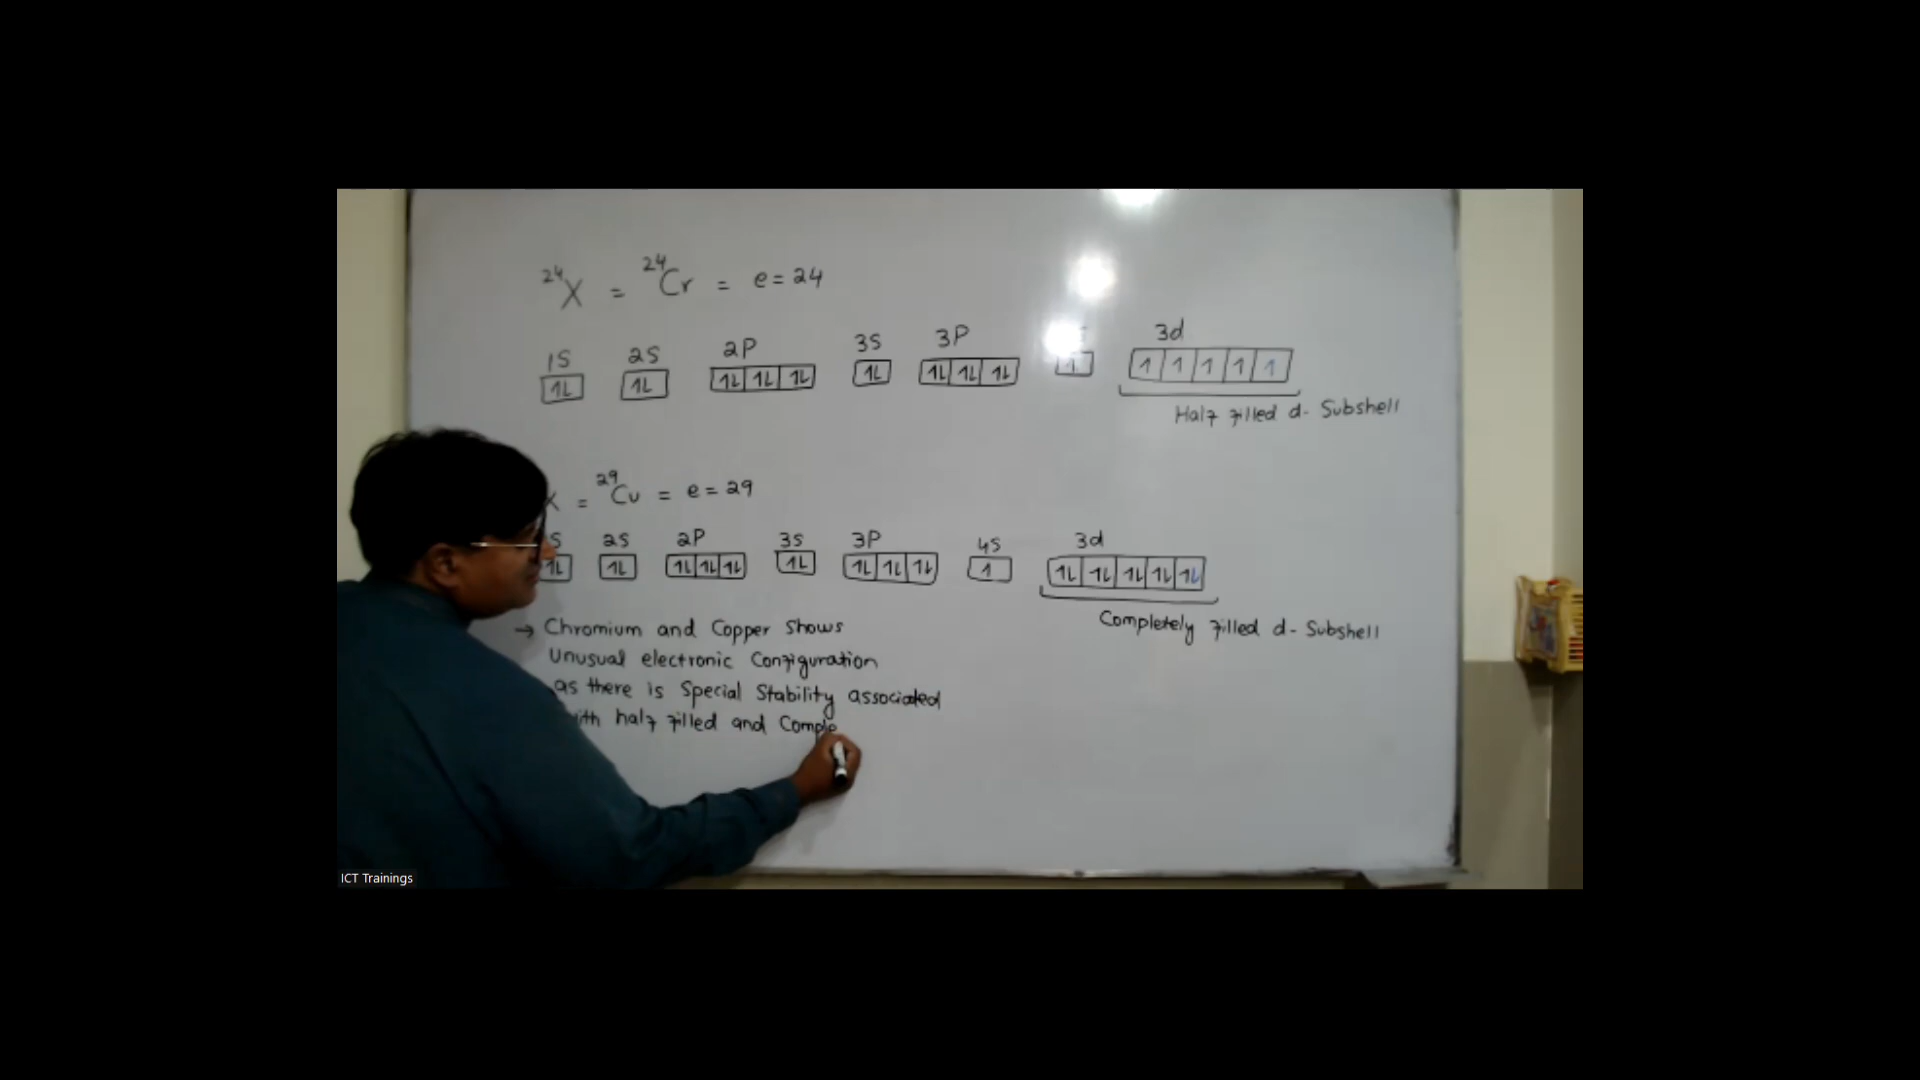 ²⁴X = ²⁴Cr = e = 24
1S 2S 2P 3S 3P 3d
1L 1L 1L 1L 1L 1L 1L 1L 1L 1 1 1 1 1 1
Half filled d- Subshell
X = ²⁹Cu = e = 29
S 2S 2P 3S 3P 4S 3d
1L 1L 1L 1L 1L 1L 1L 1L 1L 1 1L 1L 1L 1L 1L
Completely filled d- Subshell
→ Chromium and Copper Shows
Unusual electronic Configuration
as there is Special Stability associated
ith half filled and Comple
ICT Trainings